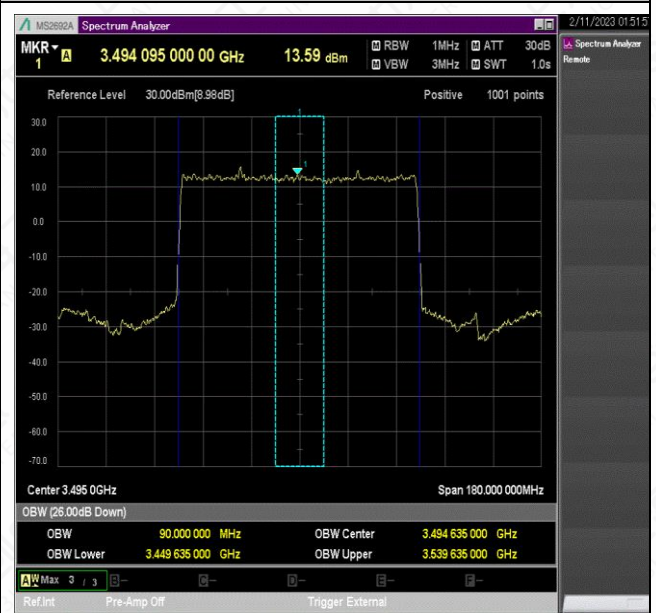 MS2692A Spectrum Analyzer
2/11/2023 01:51:5
MKR A 3.494 095 000 00 GHz 13.59 dBm M RBW 1MHz M ATT 30dB
1 M VBW 3MHz M SWT 1.0s
Spectrum Analyzer
Remote
Reference Level 30.00dBm[8.98dB] Positive 1001 points
1
30.0
20.0
1
10.0
0.0
-10.0
-20.0
-30.0
-40.0
-50.0
-60.0
-70.0
Center 3.495 0GHz Span 180.000 000MHz
OBW (26.00dB Down)
OBW 90.000 000 MHz OBW Center 3.494 635 000 GHz
OBW Lower 3.449 635 000 GHz OBW Upper 3.539 635 000 GHz
A W Max 3 / 3 B- C- D- E- F-
Ref.Int Pre-Amp Off Trigger External